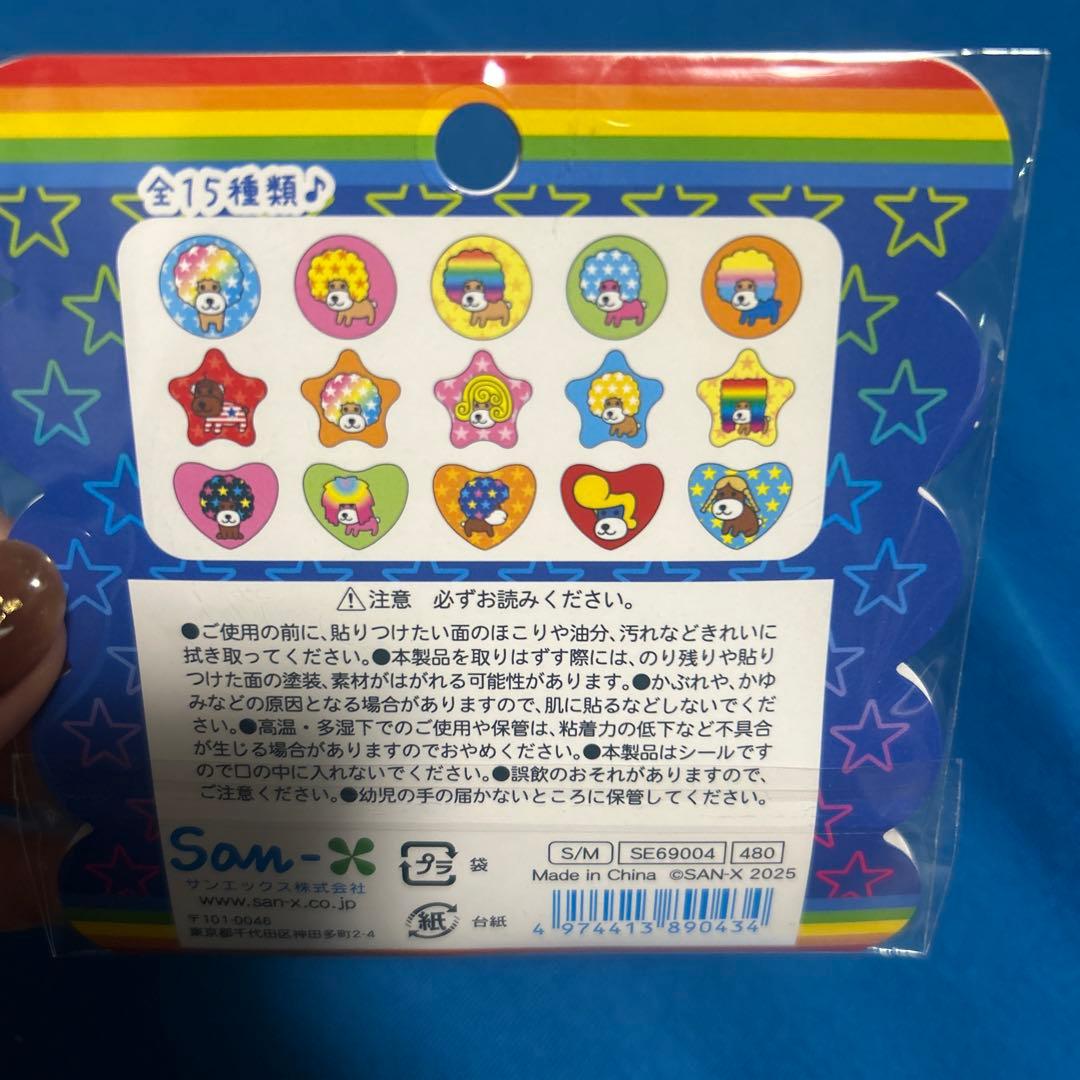 全15種類♪
⚠注意　必ずお読みください。
●ご使用の前に、貼りつけたい面のほこりや油分、汚れなどきれいに
拭き取ってください。●本製品を取りはずす際には、のり残りや貼り
つけた面の塗装、素材がはがれる可能性があります。●かぶれや、かゆ
みなどの原因となる場合がありますので、肌に貼るなどしないでくだ
さい。●高温・多湿下でのご使用や保管は、粘着力の低下など不具合
が生じる場合がありますのでおやめください。●本製品はシールです
ので口の中に入れないでください。●誤飲のおそれがありますので、
ご注意ください。●幼児の手の届かないところに保管してください。
San-X
サンエックス株式会社
www.san-x.co.jp
〒101-0046
東京都千代田区神田多町2-4
プラ 袋
紙 台紙
S/M SE69004 480
Made in China ©SAN-X 2025
4 974413 890434